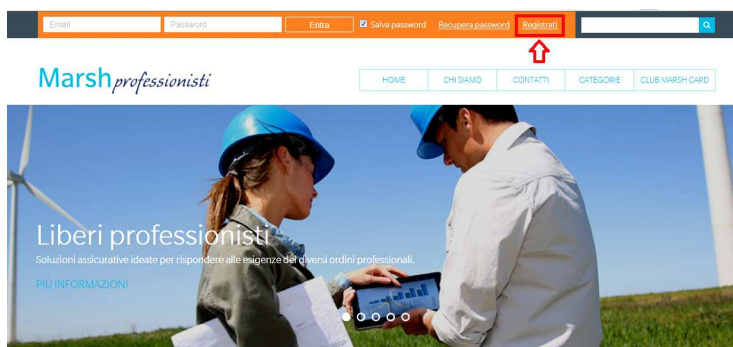 Email Password Entra Salva password Recupera password Registrati
Marsh professionisti
HOME CHI SIAMO CONTATTI CATEGORIE CLUB MARSH CARD
Liberi professionisti
Soluzioni assicurative ideate per rispondere alle esigenze dei diversi ordini professionali.
PIÙ INFORMAZIONI